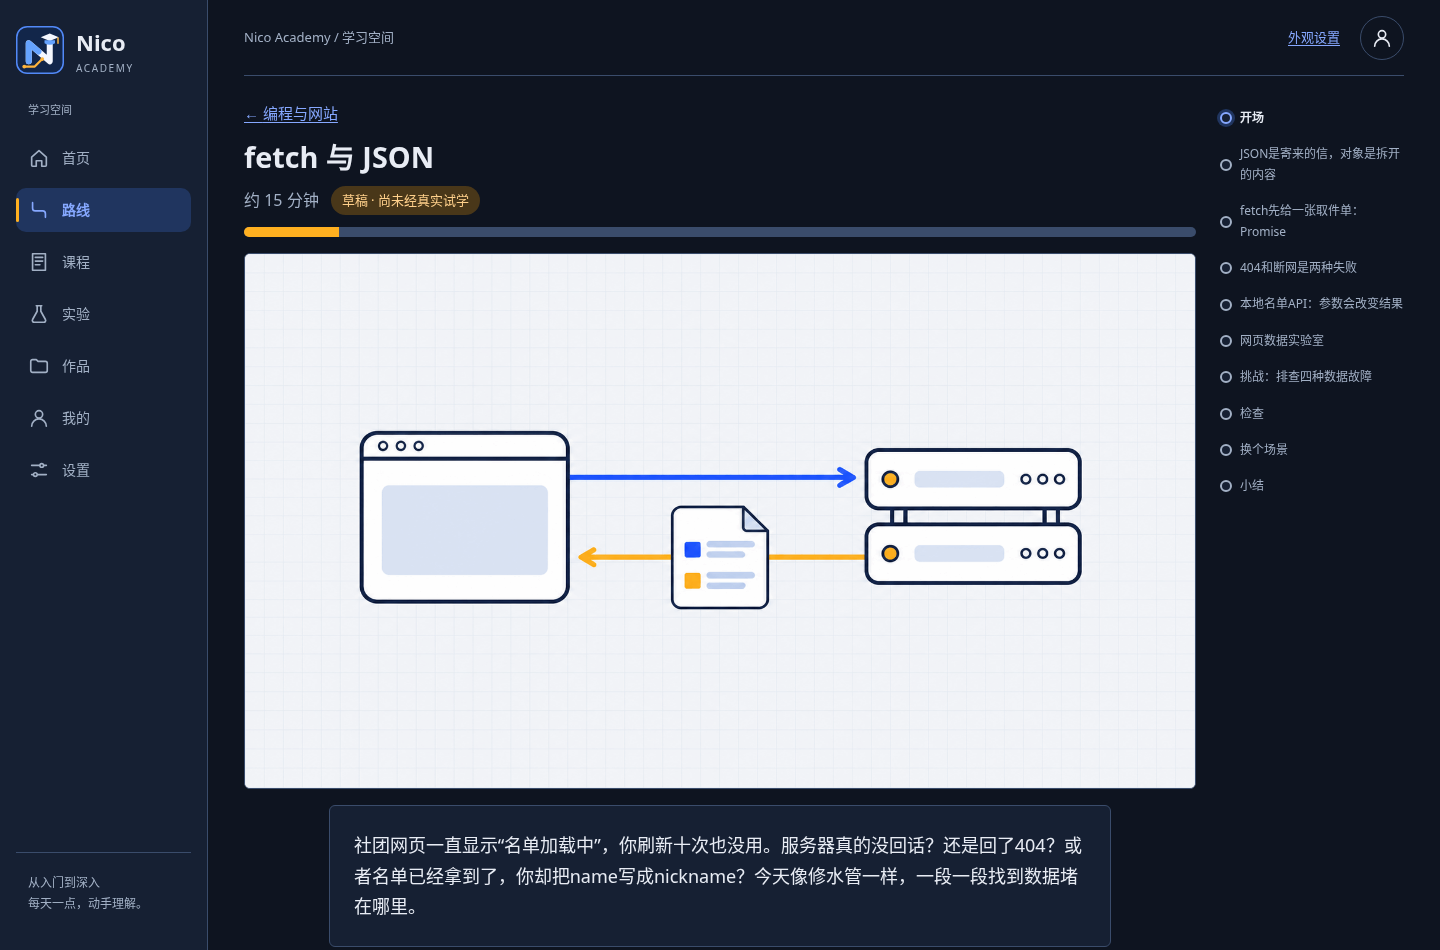 Nico
ACADEMY
学习空间
首页
路线
课程
实验
作品
我的
设置
从入门到深入
每天一点，动手理解。
Nico Academy / 学习空间
外观设置
← 编程与网站
fetch 与 JSON
约 15 分钟
草稿 · 尚未经真实试学
社团网页一直显示“名单加载中”，你刷新十次也没用。服务器真的没回话？还是回了404？或
者名单已经拿到了，你却把name写成nickname？今天像修水管一样，一段一段找到数据堵
在哪里。
开场
JSON是寄来的信，对象是拆开
的内容
fetch先给一张取件单：
Promise
404和断网是两种失败
本地名单API：参数会改变结果
网页数据实验室
挑战：排查四种数据故障
检查
换个场景
小结